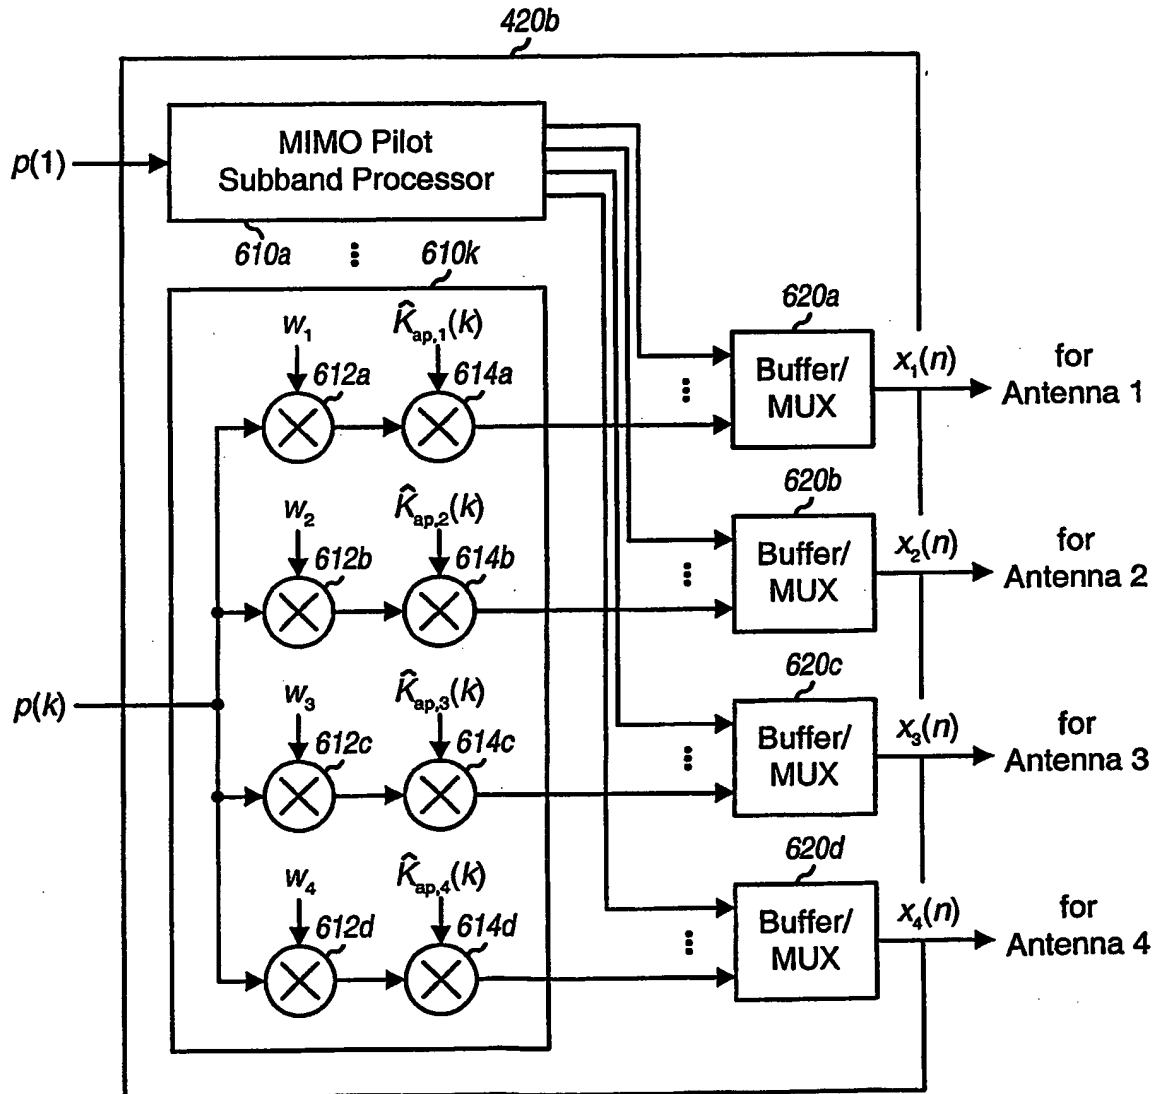 420b
p(1)
MIMO Pilot
Subband Processor
610a
610k
w₁
K̂ap,1(k)
612a
614a
620a
Buffer/
MUX
x₁(n)
for
Antenna 1
w₂
K̂ap,2(k)
612b
614b
620b
Buffer/
MUX
x₂(n)
for
Antenna 2
p(k)
w₃
K̂ap,3(k)
612c
614c
620c
Buffer/
MUX
x₃(n)
for
Antenna 3
w₄
K̂ap,4(k)
612d
614d
620d
Buffer/
MUX
x₄(n)
for
Antenna 4